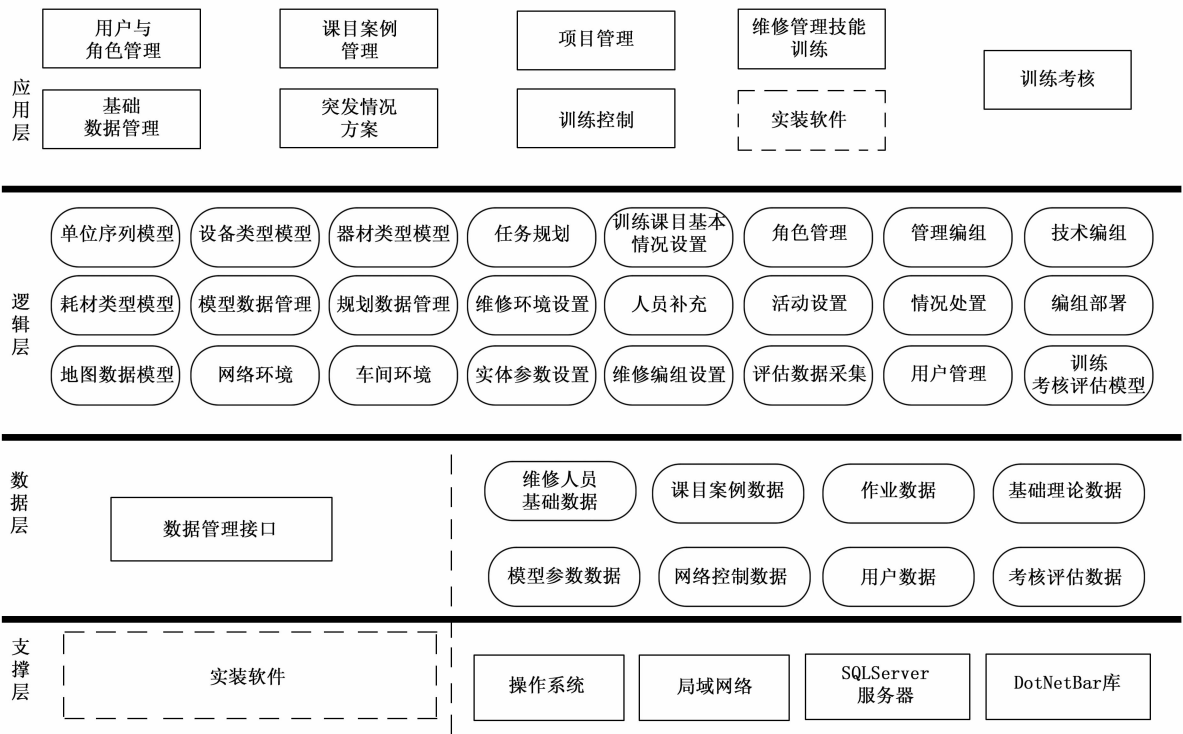 应用层
用户与
角色管理
课目案例
管理
项目管理
维修管理技能
训练
训练考核
基础
数据管理
突发情况
方案
训练控制
实装软件
逻辑层
单位序列模型
设备类型模型
器材类型模型
任务规划
训练课目基本
情况设置
角色管理
管理编组
技术编组
耗材类型模型
模型数据管理
规划数据管理
维修环境设置
人员补充
活动设置
情况处置
编组部署
地图数据模型
网络环境
车间环境
实体参数设置
维修编组设置
评估数据采集
用户管理
训练
考核评估模型
数据层
数据管理接口
维修人员
基础数据
课目案例数据
作业数据
基础理论数据
模型参数数据
网络控制数据
用户数据
考核评估数据
支撑层
实装软件
操作系统
局域网络
SQLServer
服务器
DotNetBar库